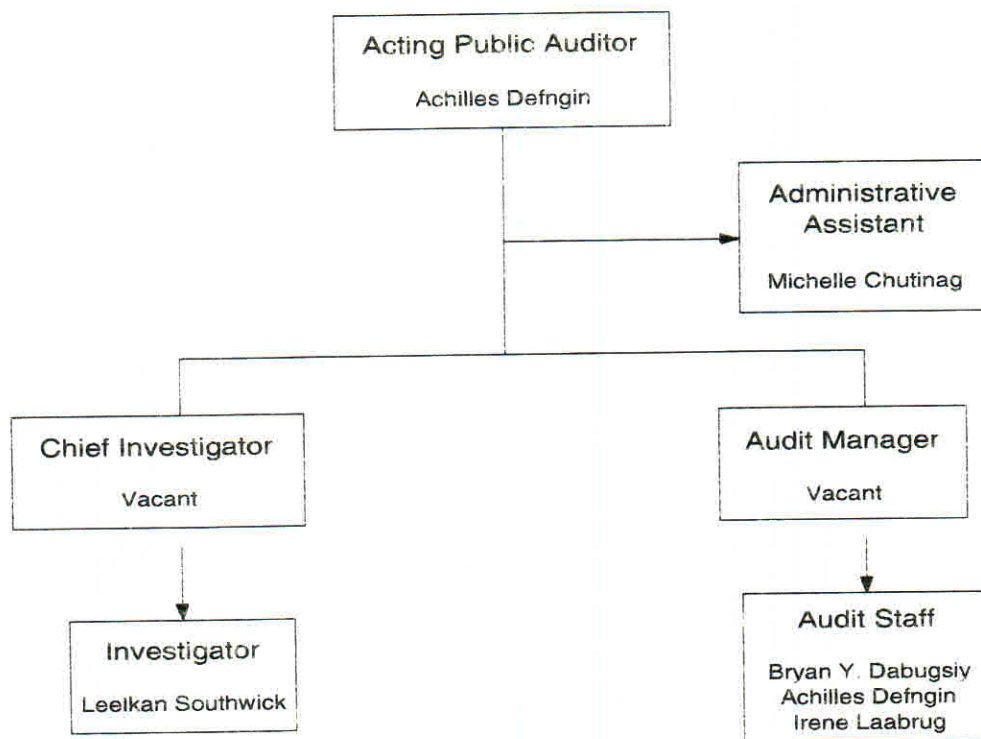 Acting Public Auditor
Achilles Defngin
Administrative
Assistant
Michelle Chutinag
Chief Investigator
Vacant
Audit Manager
Vacant
Investigator
Leelkan Southwick
Audit Staff
Bryan Y. Dabugsiy
Achilles Defngin
Irene Laabrug